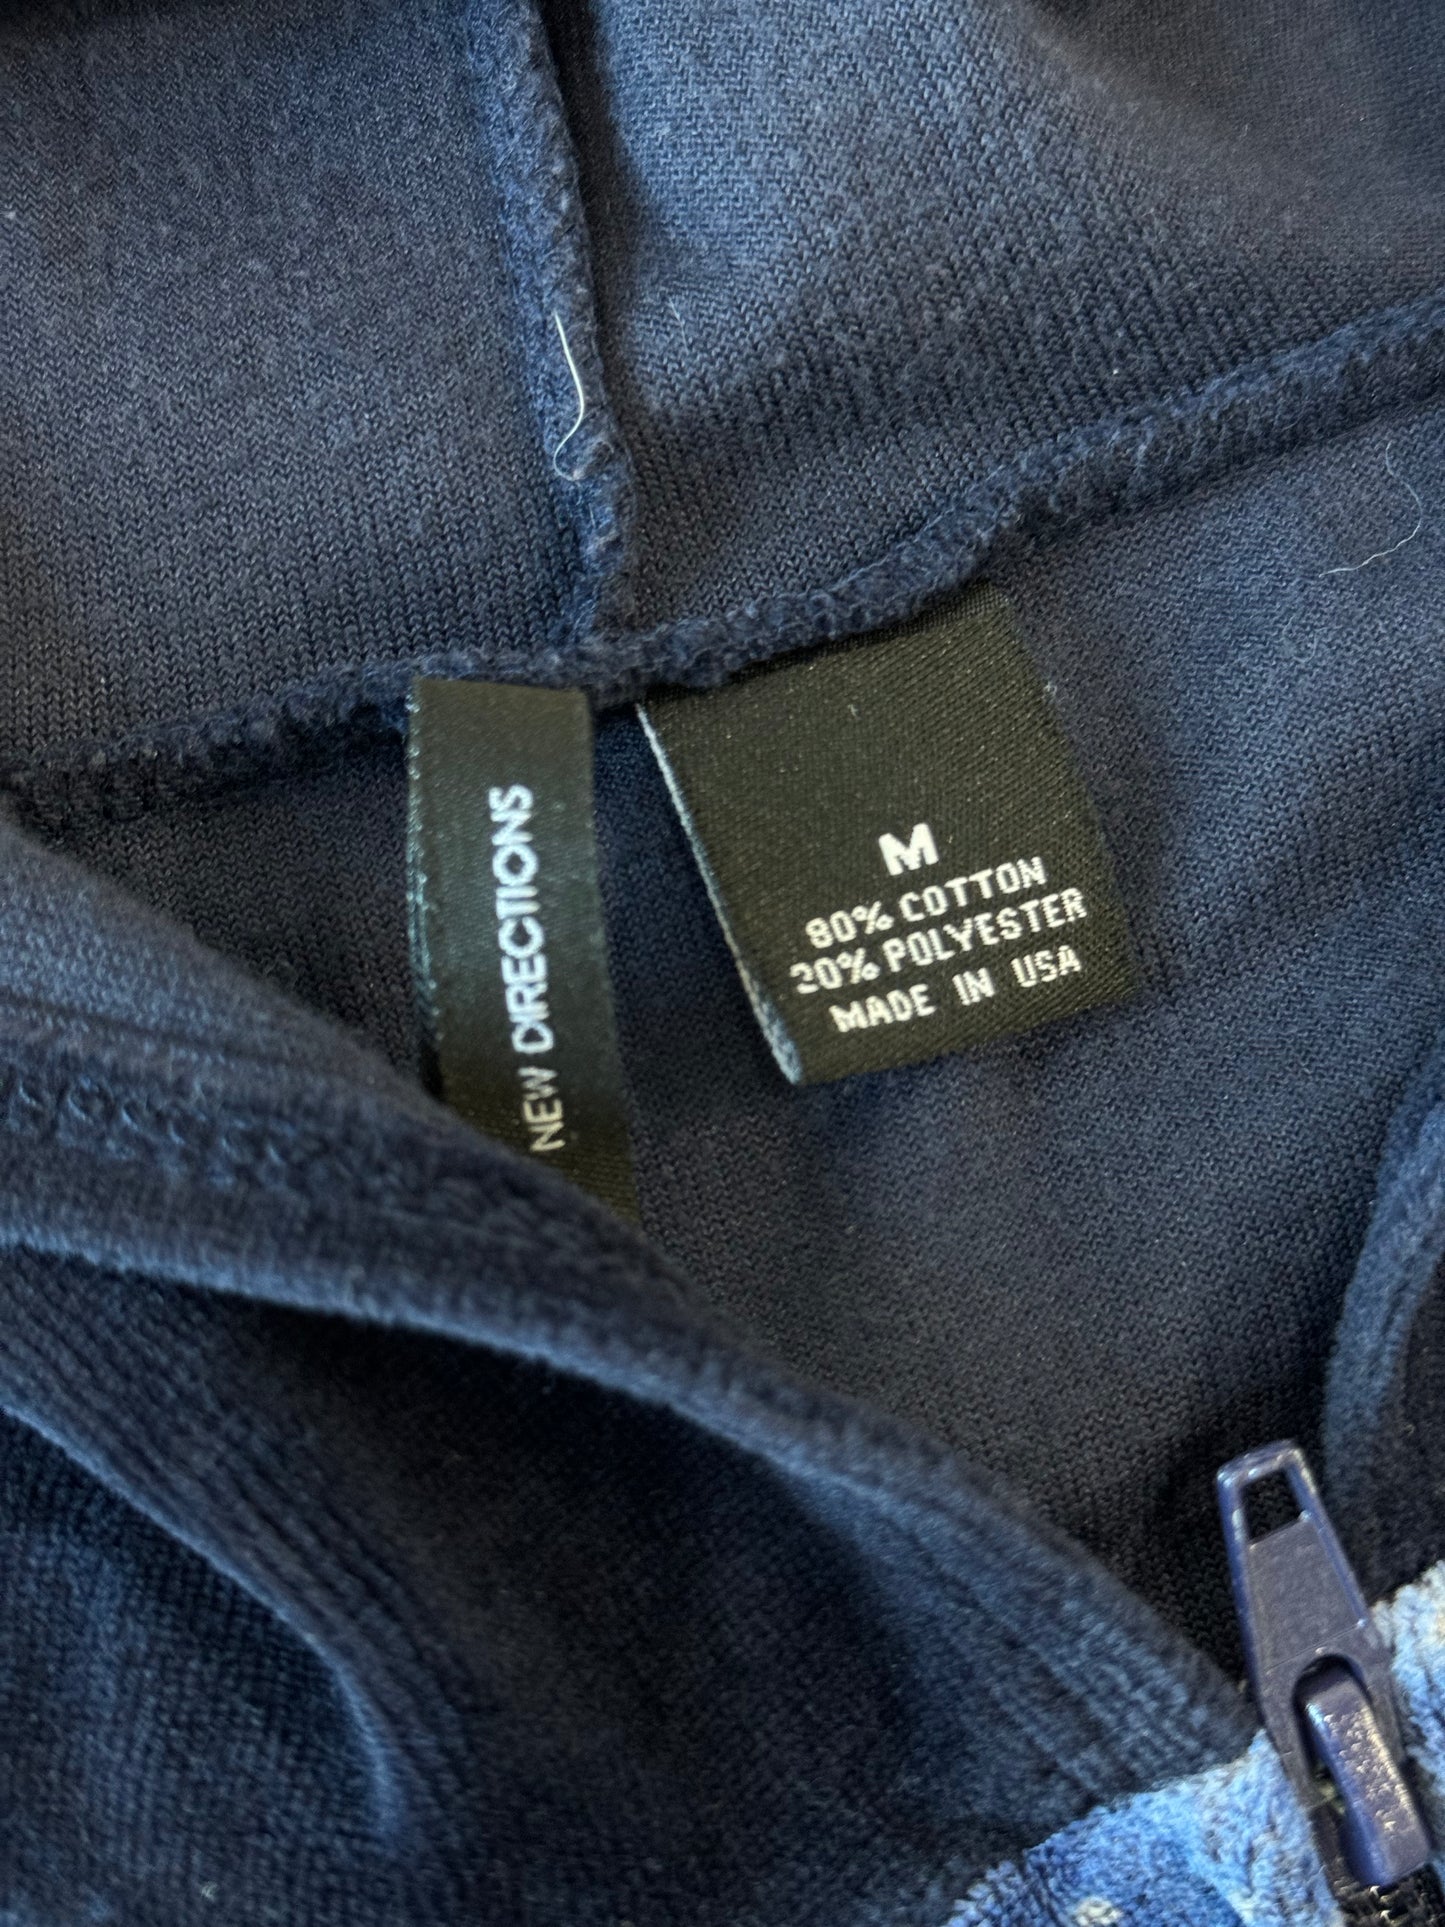 NEW DIRECTIONS
M
80% COTTON
20% POLYESTER
MADE IN USA